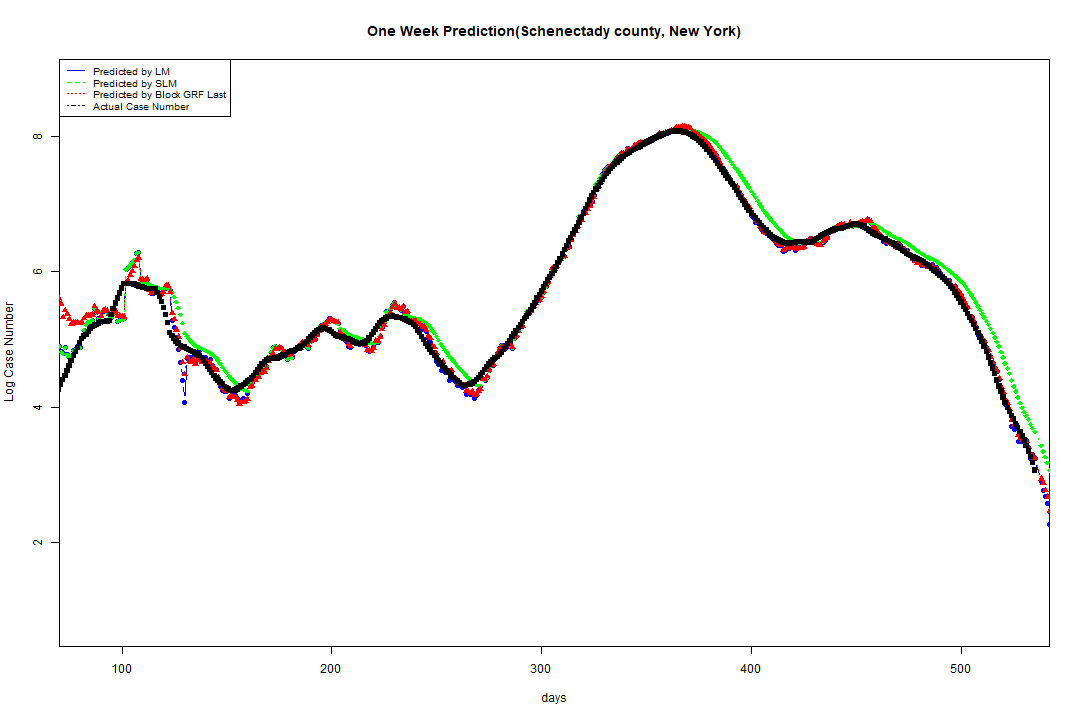 One Week Prediction(Schenectady county, New York)
Predicted by LM
Predicted by SLM
Predicted by Block GRF Last
Actual Case Number
Log Case Number
8
6
4
2
100 200 300 400 500
days